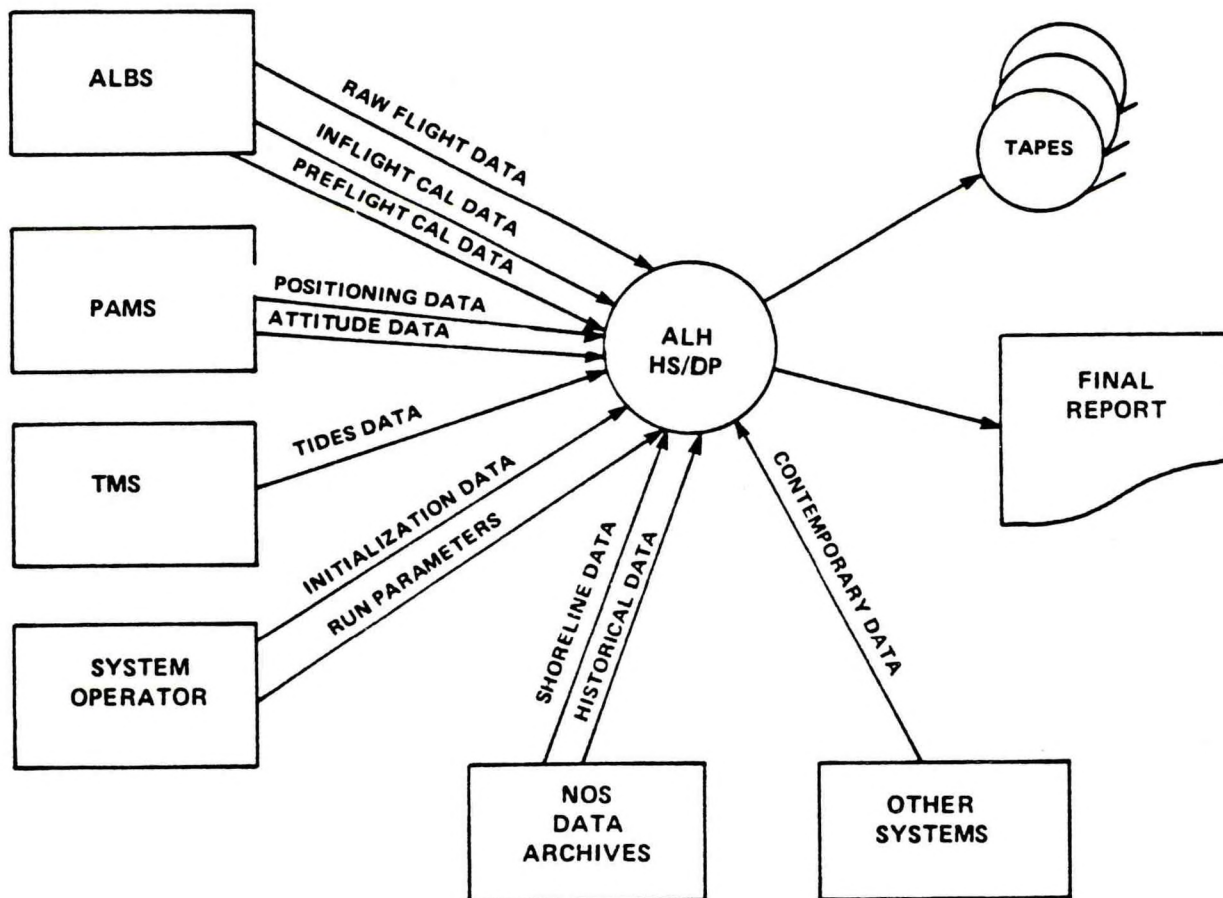 ALBS
RAW FLIGHT DATA
INFLIGHT CAL DATA
PREFLIGHT CAL DATA
TAPES
PAMS
POSITIONING DATA
ATTITUDE DATA
ALH
HS/DP
FINAL
REPORT
TMS
TIDES DATA
INITIALIZATION DATA
RUN PARAMETERS
SYSTEM
OPERATOR
SHORELINE DATA
HISTORICAL DATA
CONTEMPORARY DATA
NOS
DATA
ARCHIVES
OTHER
SYSTEMS